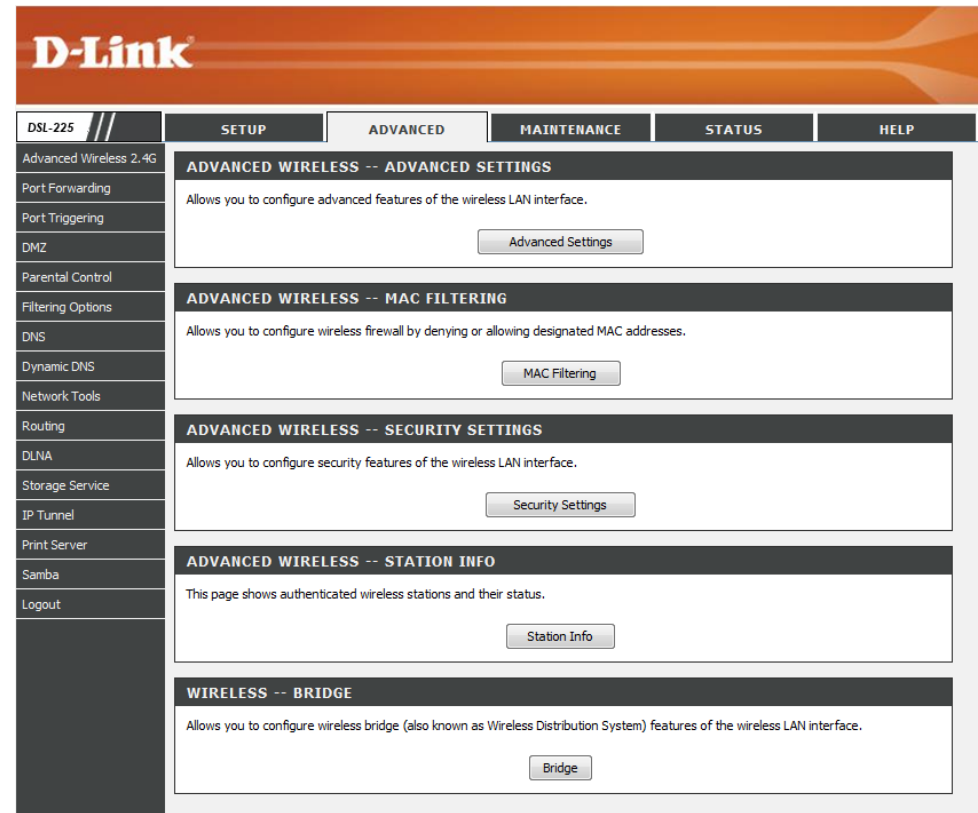 D-Link
DSL-225
SETUP
ADVANCED
MAINTENANCE
STATUS
HELP
Advanced Wireless 2.4G
Port Forwarding
Port Triggering
DMZ
Parental Control
Filtering Options
DNS
Dynamic DNS
Network Tools
Routing
DLNA
Storage Service
IP Tunnel
Print Server
Samba
Logout
ADVANCED WIRELESS -- ADVANCED SETTINGS
Allows you to configure advanced features of the wireless LAN interface.
Advanced Settings
ADVANCED WIRELESS -- MAC FILTERING
Allows you to configure wireless firewall by denying or allowing designated MAC addresses.
MAC Filtering
ADVANCED WIRELESS -- SECURITY SETTINGS
Allows you to configure security features of the wireless LAN interface.
Security Settings
ADVANCED WIRELESS -- STATION INFO
This page shows authenticated wireless stations and their status.
Station Info
WIRELESS -- BRIDGE
Allows you to configure wireless bridge (also known as Wireless Distribution System) features of the wireless LAN interface.
Bridge